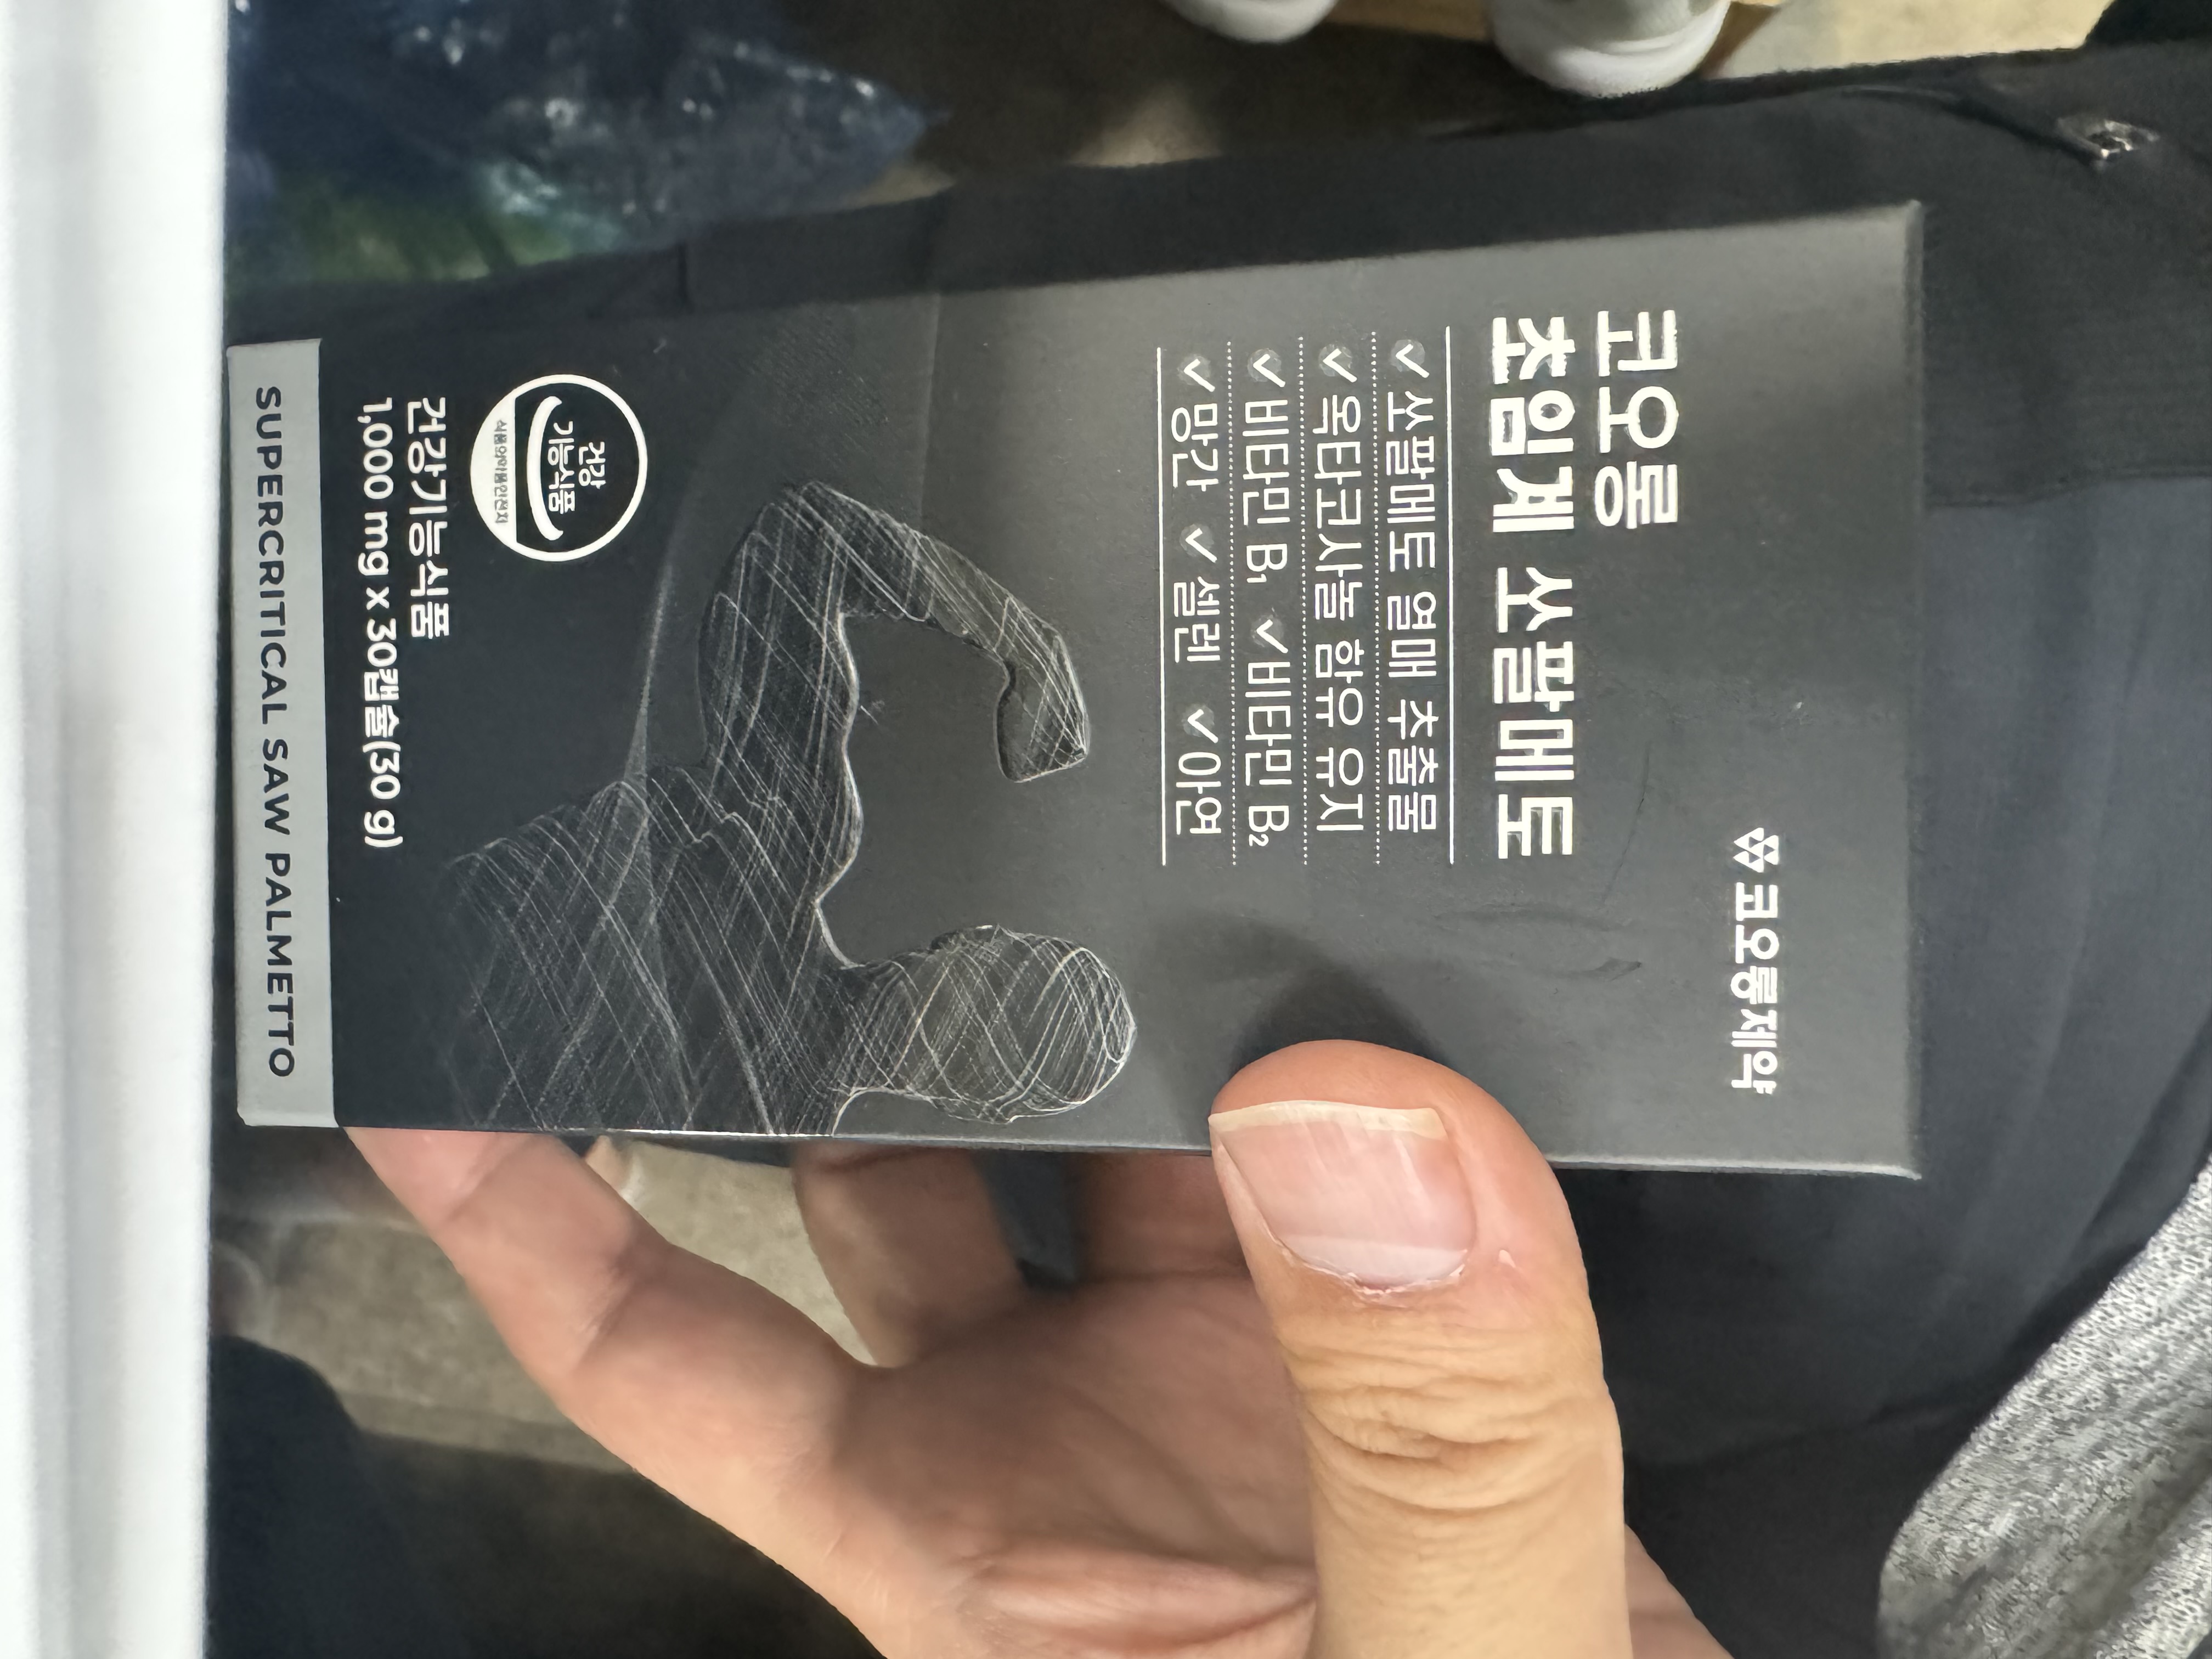 코오롱제약
코오롱
초임계 쏘팔메토
쏘팔메토 열매 추출물
옥타코사놀 함유 유지
비타민 B₁ 비타민 B₂
망간 셀렌 아연
건강
기능식품
식품의약품안전처
건강기능식품
1,000 mg x 30캡슐(30 g)
SUPERCRITICAL SAW PALMETTO